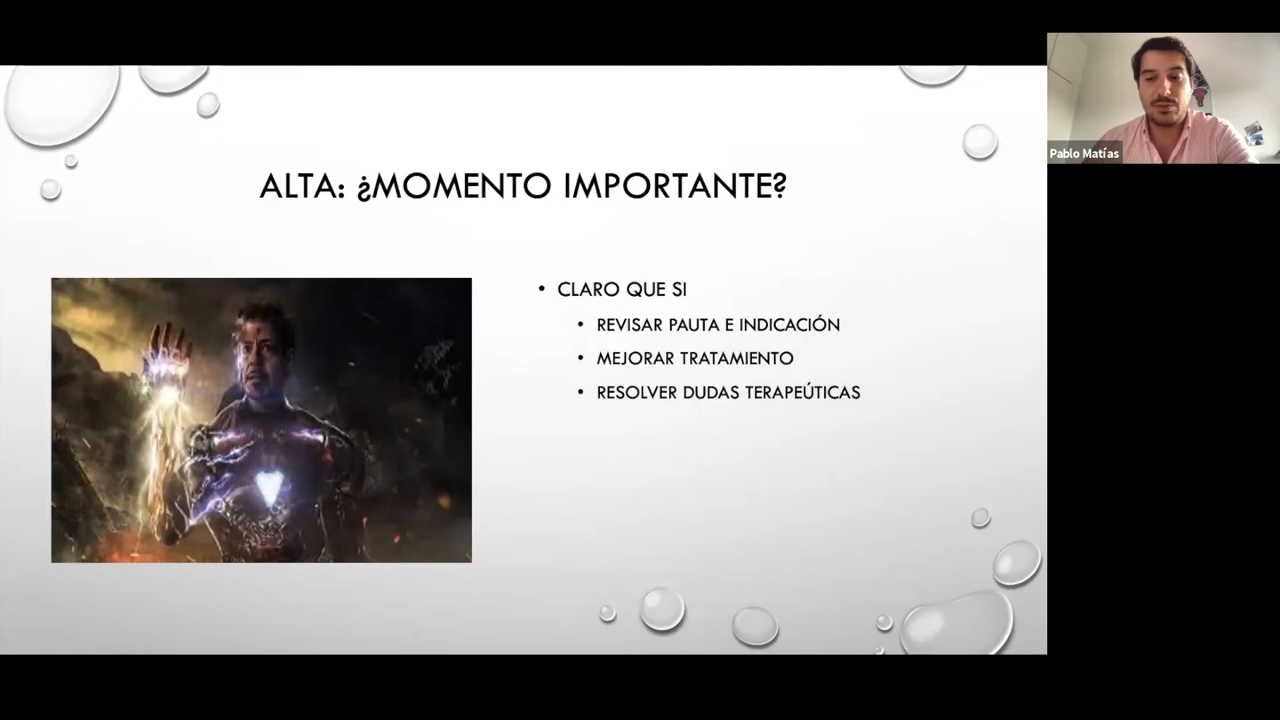 ALTA: ¿MOMENTO IMPORTANTE?
• CLARO QUE SI
• REVISAR PAUTA E INDICACIÓN
• MEJORAR TRATAMIENTO
• RESOLVER DUDAS TERAPEÚTICAS
Pablo Matías